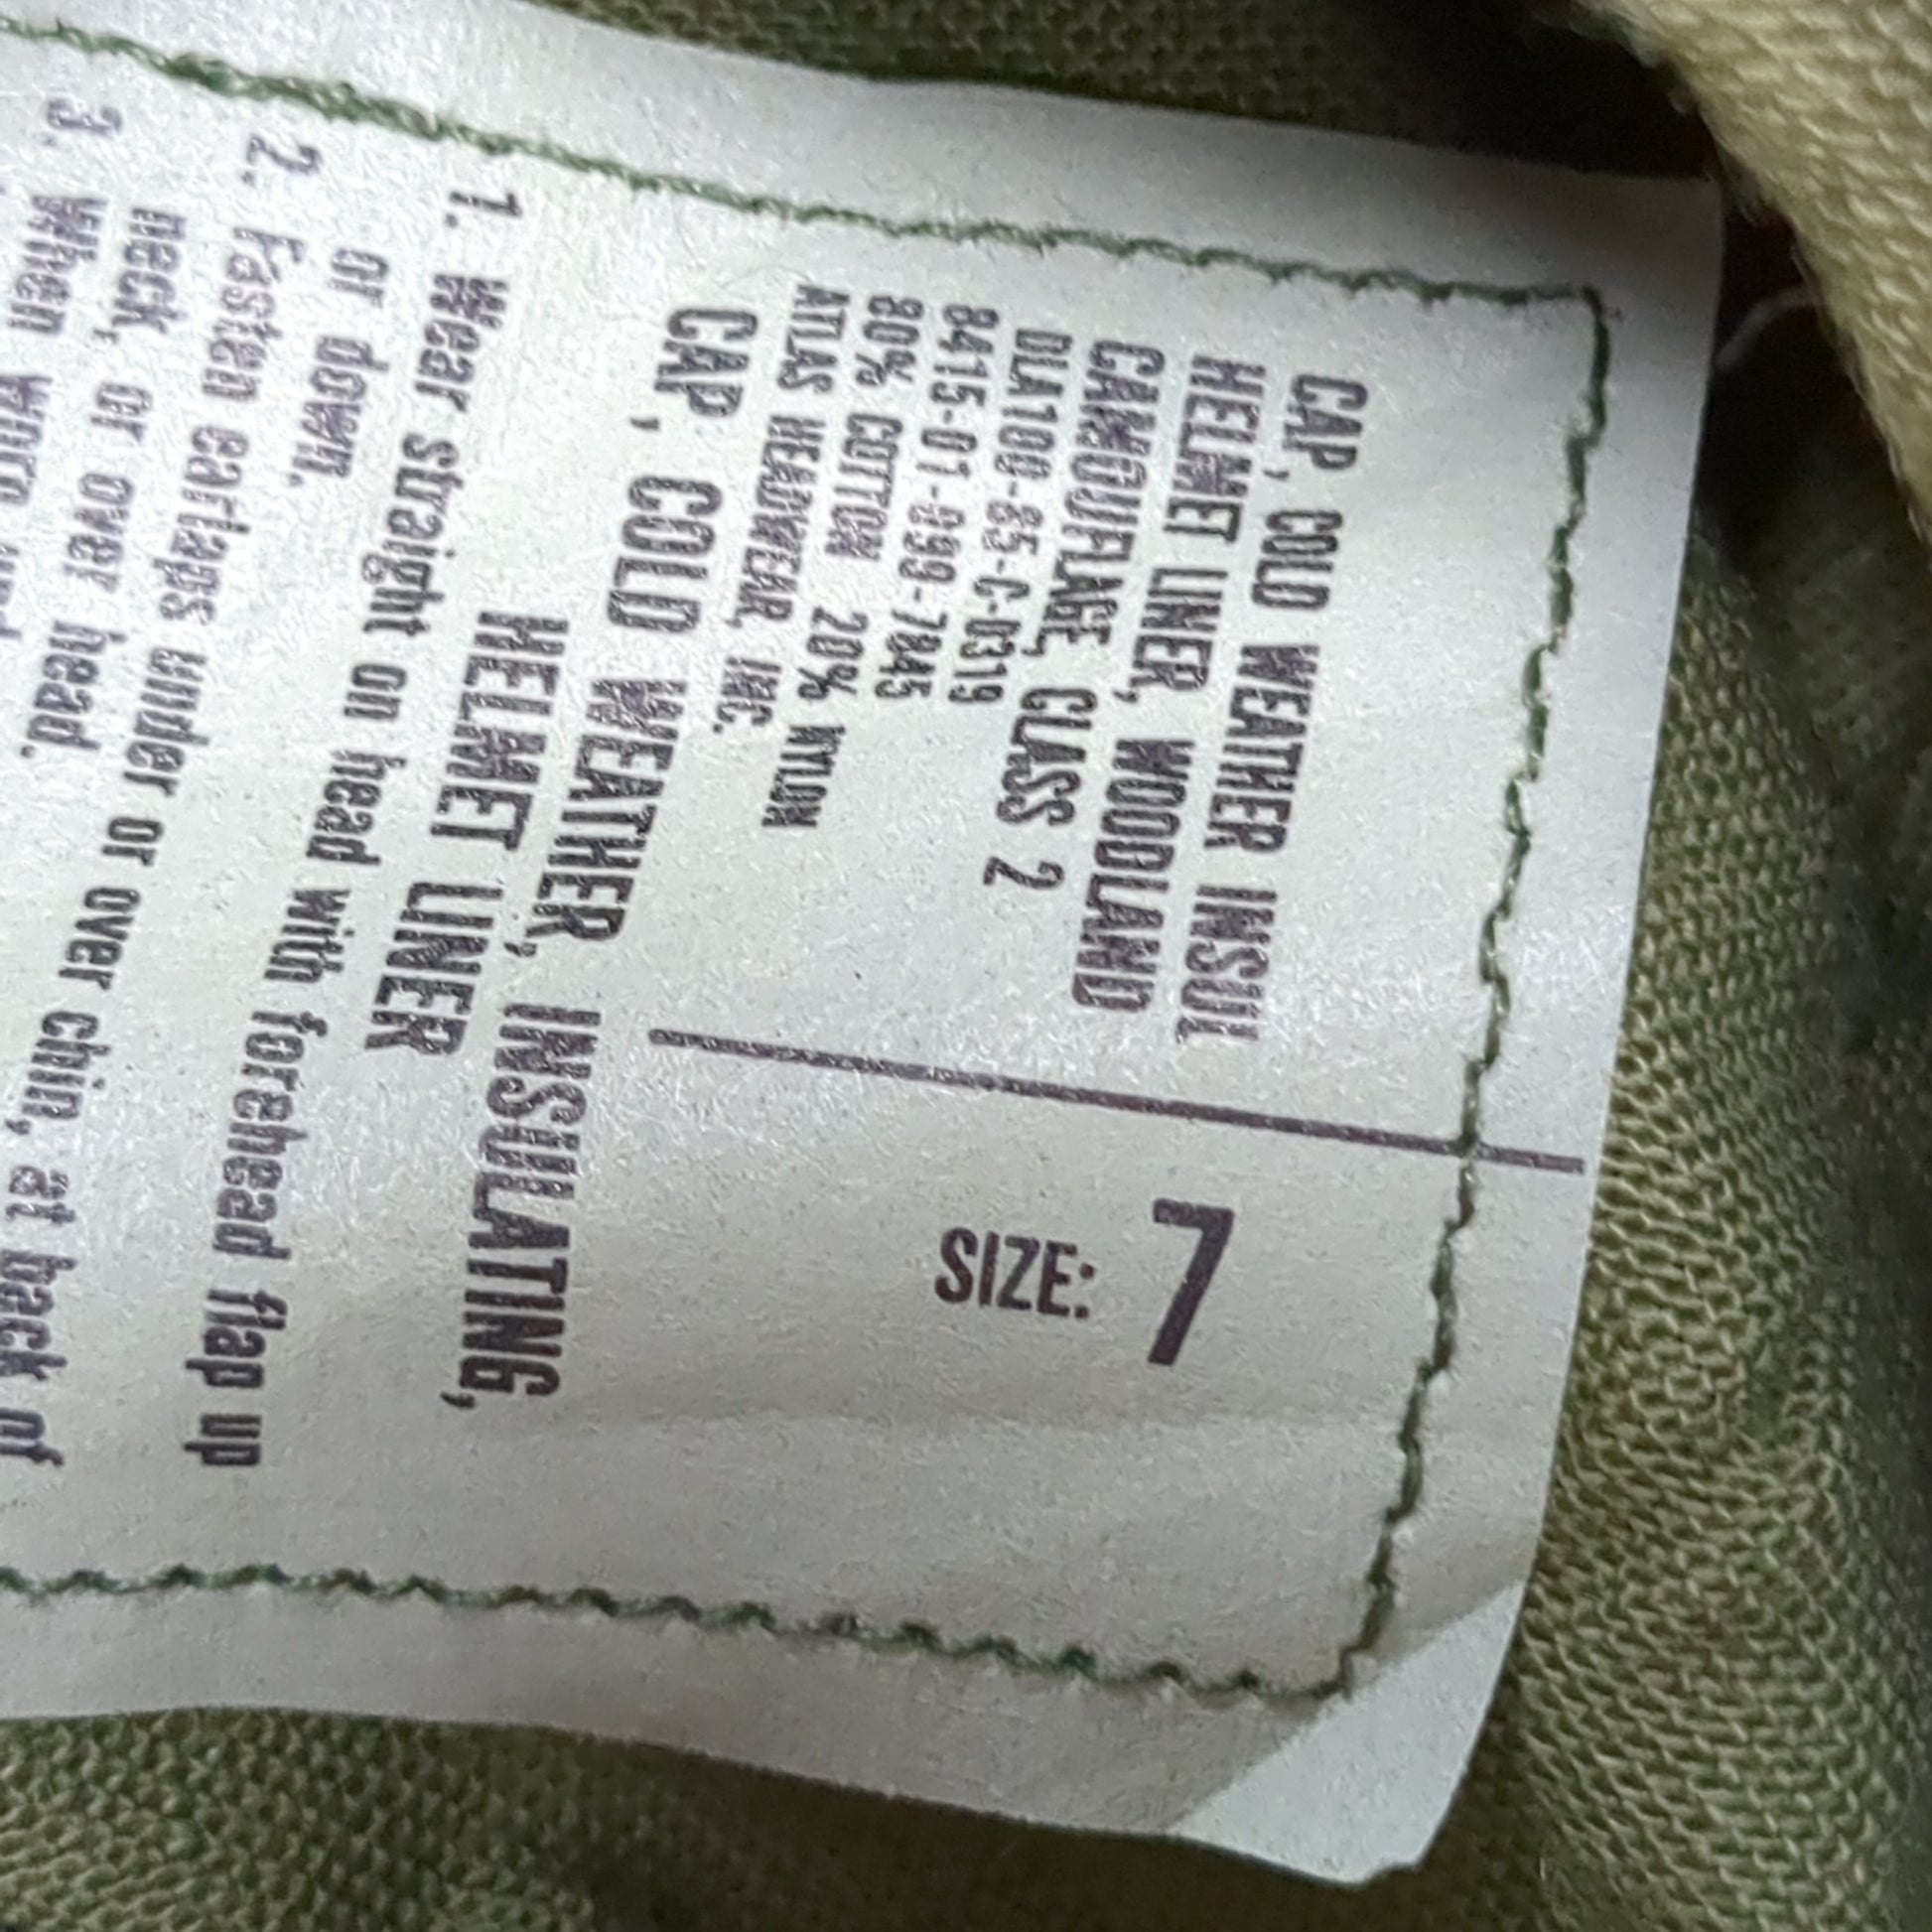 CAP, COLD WEATHER INSUL
HELMET LINER, WOODLAND
CAMOUFLAGE, CLASS 2
DLA100-85-C-0319
8415-01-099-7845
80% COTTON 20% NYLON
ATLAS HEADWEAR, INC.
SIZE: 7
CAP, COLD WEATHER, INSULATING,
HELMET LINER
1. Wear straight on head with forehead flap up
or down.
2. Fasten earlaps under or over chin, at back of
neck, or over head.
3. When worn